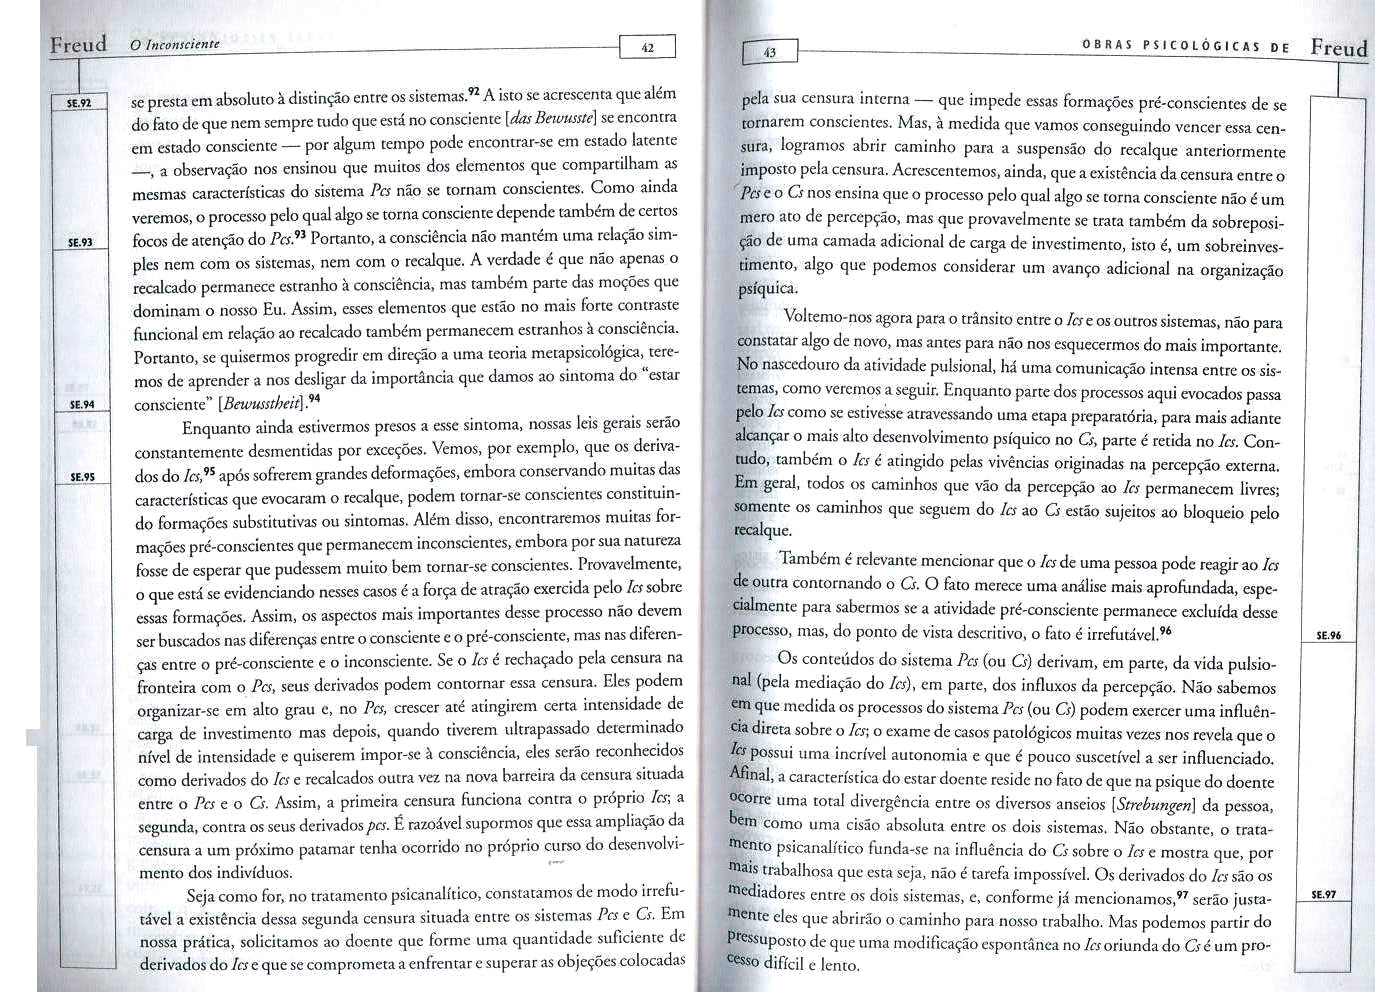 Freud O Inconsciente 42
SE.92
SE.93
SE.94
SE.95
se presta em absoluto à distinção entre os sistemas.92 A isto se acrescenta que além
do fato de que nem sempre tudo que está no consciente [das Bewusste] se encontra
em estado consciente — por algum tempo pode encontrar-se em estado latente
—, a observação nos ensinou que muitos dos elementos que compartilham as
mesmas características do sistema Pcs não se tornam conscientes. Como ainda
veremos, o processo pelo qual algo se torna consciente depende também de certos
focos de atenção do Pcs.93 Portanto, a consciência não mantém uma relação sim-
ples nem com os sistemas, nem com o recalque. A verdade é que não apenas o
recalcado permanece estranho à consciência, mas também parte das moções que
dominam o nosso Eu. Assim, esses elementos que estão no mais forte contraste
funcional em relação ao recalcado também permanecem estranhos à consciência.
Portanto, se quisermos progredir em direção a uma teoria metapsicológica, tere-
mos de aprender a nos desligar da importância que damos ao sintoma do “estar
consciente” [Bewusstheit].94
Enquanto ainda estivermos presos a esse sintoma, nossas leis gerais serão
constantemente desmentidas por exceções. Vemos, por exemplo, que os deriva-
dos do Ics,95 após sofrerem grandes deformações, embora conservando muitas das
características que evocaram o recalque, podem tornar-se conscientes constituin-
do formações substitutivas ou sintomas. Além disso, encontraremos muitas for-
mações pré-conscientes que permanecem inconscientes, embora por sua natureza
fosse de esperar que pudessem muito bem tornar-se conscientes. Provavelmente,
o que está se evidenciando nesses casos é a força de atração exercida pelo Ics sobre
essas formações. Assim, os aspectos mais importantes desse processo não devem
ser buscados nas diferenças entre o consciente e o pré-consciente, mas nas diferen-
ças entre o pré-consciente e o inconsciente. Se o Ics é rechaçado pela censura na
fronteira com o Pcs, seus derivados podem contornar essa censura. Eles podem
organizar-se em alto grau e, no Pcs, crescer até atingirem certa intensidade de
carga de investimento mas depois, quando tiverem ultrapassado determinado
nível de intensidade e quiserem impor-se à consciência, eles serão reconhecidos
como derivados do Ics e recalcados outra vez na nova barreira da censura situada
entre o Pcs e o Cs. Assim, a primeira censura funciona contra o próprio Ics; a
segunda, contra os seus derivados pcs. É razoável supormos que essa ampliação da
censura a um próximo patamar tenha ocorrido no próprio curso do desenvolvi-
mento dos indivíduos.
Seja como for, no tratamento psicanalítico, constatamos de modo irrefu-
tável a existência dessa segunda censura situada entre os sistemas Pcs e Cs. Em
nossa prática, solicitamos ao doente que forme uma quantidade suficiente de
derivados do Ics e que se comprometa a enfrentar e superar as objeções colocadas
43 OBRAS PSICOLÓGICAS DE Freud
pela sua censura interna — que impede essas formações pré-conscientes de se
tornarem conscientes. Mas, à medida que vamos conseguindo vencer essa cen-
sura, logramos abrir caminho para a suspensão do recalque anteriormente
imposto pela censura. Acrescentemos, ainda, que a existência da censura entre o
Pcs e o Cs nos ensina que o processo pelo qual algo se torna consciente não é um
mero ato de percepção, mas que provavelmente se trata também da sobreposi-
ção de uma camada adicional de carga de investimento, isto é, um sobreinves-
timento, algo que podemos considerar um avanço adicional na organização
psíquica.
Voltemo-nos agora para o trânsito entre o Ics e os outros sistemas, não para
constatar algo de novo, mas antes para não nos esquecermos do mais importante.
No nascedouro da atividade pulsional, há uma comunicação intensa entre os sis-
temas, como veremos a seguir. Enquanto parte dos processos aqui evocados passa
pelo Ics como se estivesse atravessando uma etapa preparatória, para mais adiante
alcançar o mais alto desenvolvimento psíquico no Cs, parte é retida no Ics. Con-
tudo, também o Ics é atingido pelas vivências originadas na percepção externa.
Em geral, todos os caminhos que vão da percepção ao Ics permanecem livres;
somente os caminhos que seguem do Ics ao Cs estão sujeitos ao bloqueio pelo
recalque.
Também é relevante mencionar que o Ics de uma pessoa pode reagir ao Ics
de outra contornando o Cs. O fato merece uma análise mais aprofundada, espe-
cialmente para sabermos se a atividade pré-consciente permanece excluída desse
processo, mas, do ponto de vista descritivo, o fato é irrefutável.96
Os conteúdos do sistema Pcs (ou Cs) derivam, em parte, da vida pulsio-
nal (pela mediação do Ics), em parte, dos influxos da percepção. Não sabemos
em que medida os processos do sistema Pcs (ou Cs) podem exercer uma influên-
cia direta sobre o Ics; o exame de casos patológicos muitas vezes nos revela que o
Ics possui uma incrível autonomia e que é pouco suscetível a ser influenciado.
Afinal, a característica do estar doente reside no fato de que na psique do doente
ocorre uma total divergência entre os diversos anseios [Strebungen] da pessoa,
bem como uma cisão absoluta entre os dois sistemas. Não obstante, o trata-
mento psicanalítico funda-se na influência do Cs sobre o Ics e mostra que, por
mais trabalhosa que esta seja, não é tarefa impossível. Os derivados do Ics são os
mediadores entre os dois sistemas, e, conforme já mencionamos,97 serão justa-
mente eles que abrirão o caminho para nosso trabalho. Mas podemos partir do
pressuposto de que uma modificação espontânea no Ics oriunda do Cs é um pro-
cesso difícil e lento.
SE.96
SE.97